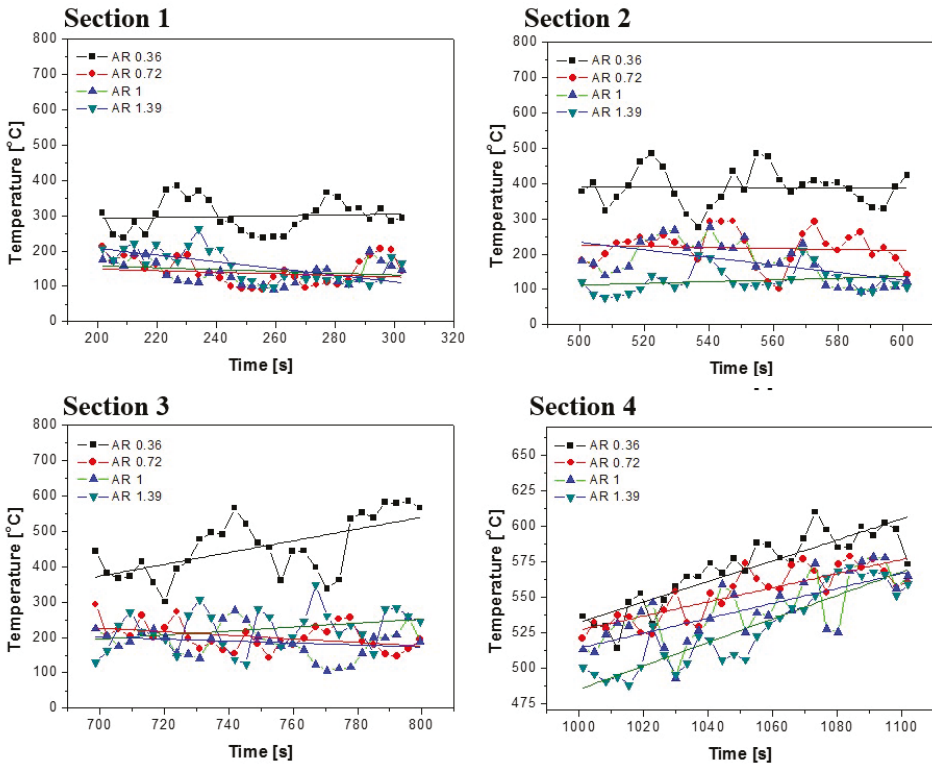 Section 1
Temperature [°C]
800
700
600
500
400
300
200
100
0
AR 0.36
AR 0.72
AR 1
AR 1.39
200 220 240 260 280 300 320
Time [s]
Section 2
Temperature [°C]
800
700
600
500
400
300
200
100
0
AR 0.36
AR 0.72
AR 1
AR 1.39
500 520 540 560 580 600
Time [s]
Section 3
Temperature [°C]
800
700
600
500
400
300
200
100
0
AR 0.36
AR 0.72
AR 1
AR 1.39
700 720 740 760 780 800
Time [s]
Section 4
Temperature [°C]
650
625
600
575
550
525
500
475
AR 0.36
AR 0.72
AR 1
AR 1.39
1000 1020 1040 1060 1080 1100
Time [s]